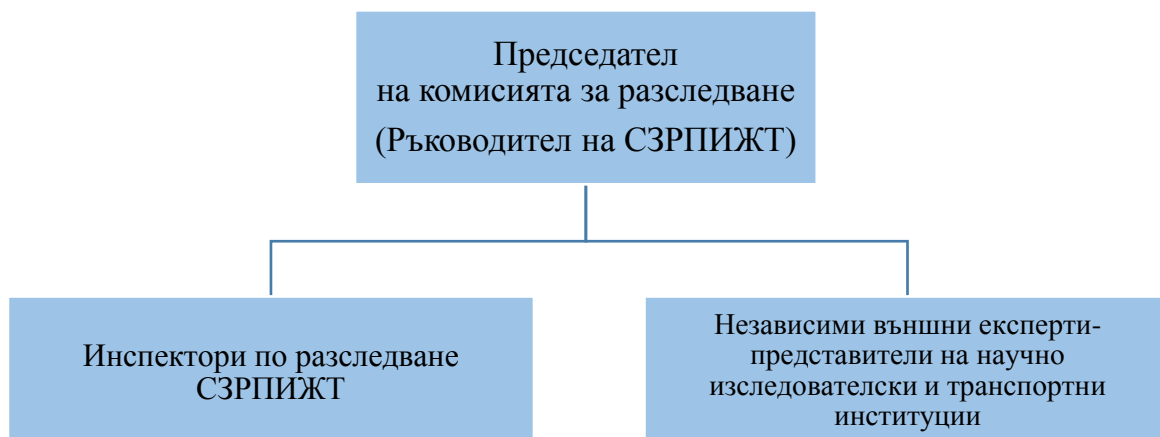 Председател
на комисията за разследване
(Ръководител на СЗРПИЖТ)
Инспектори по разследване
СЗРПИЖТ
Независими външни експерти-
представители на научно
изследователски и транспортни
институции